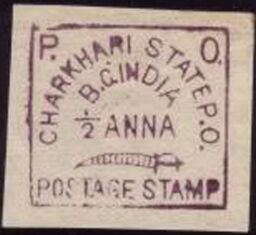 P. O.
CHARKHARI STATE P.O.
B.C.INDIA
½ ANNA
POSTAGE STAMP